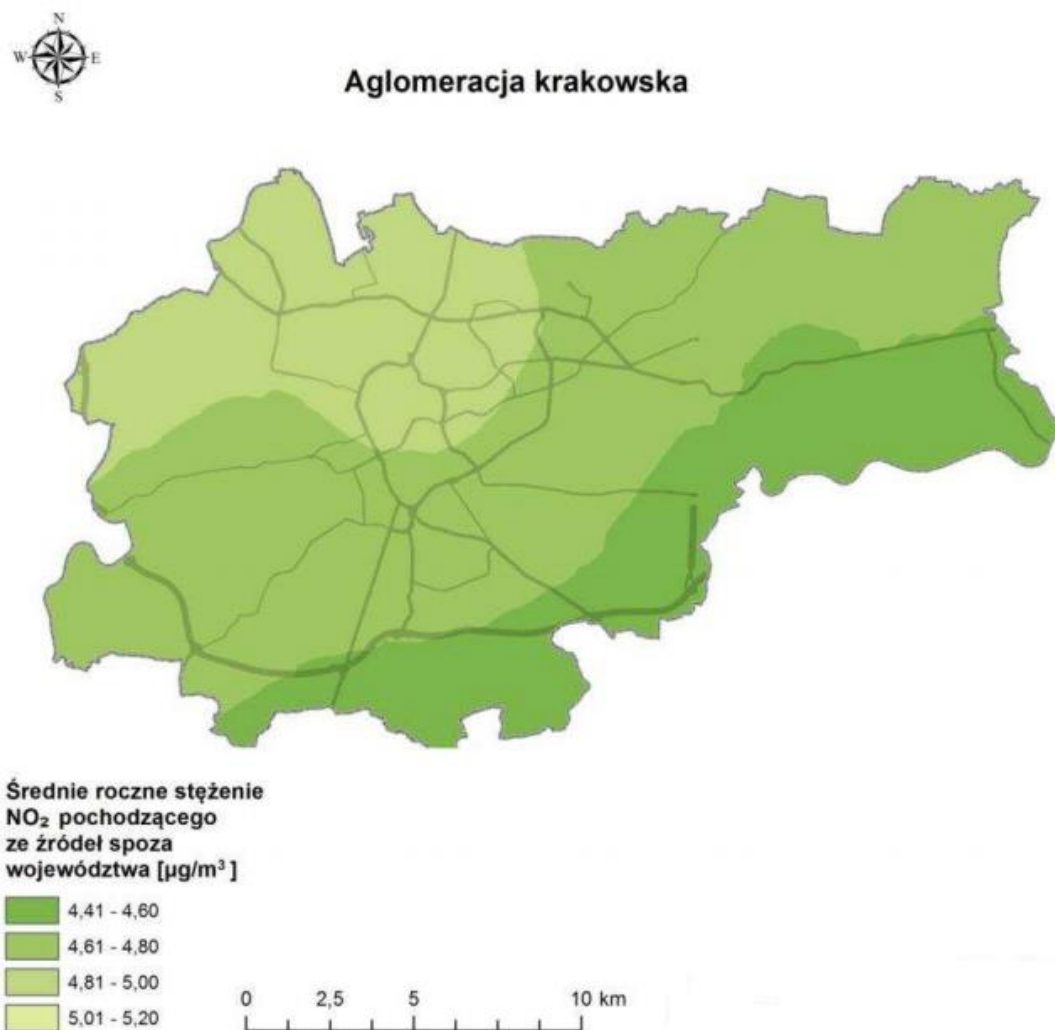 N
W E
S
Aglomeracja krakowska
Średnie roczne stężenie
NO₂ pochodzącego
ze źródeł spoza
województwa [µg/m³]
4,41 - 4,60
4,61 - 4,80
4,81 - 5,00
5,01 - 5,20
0 2,5 5 10 km